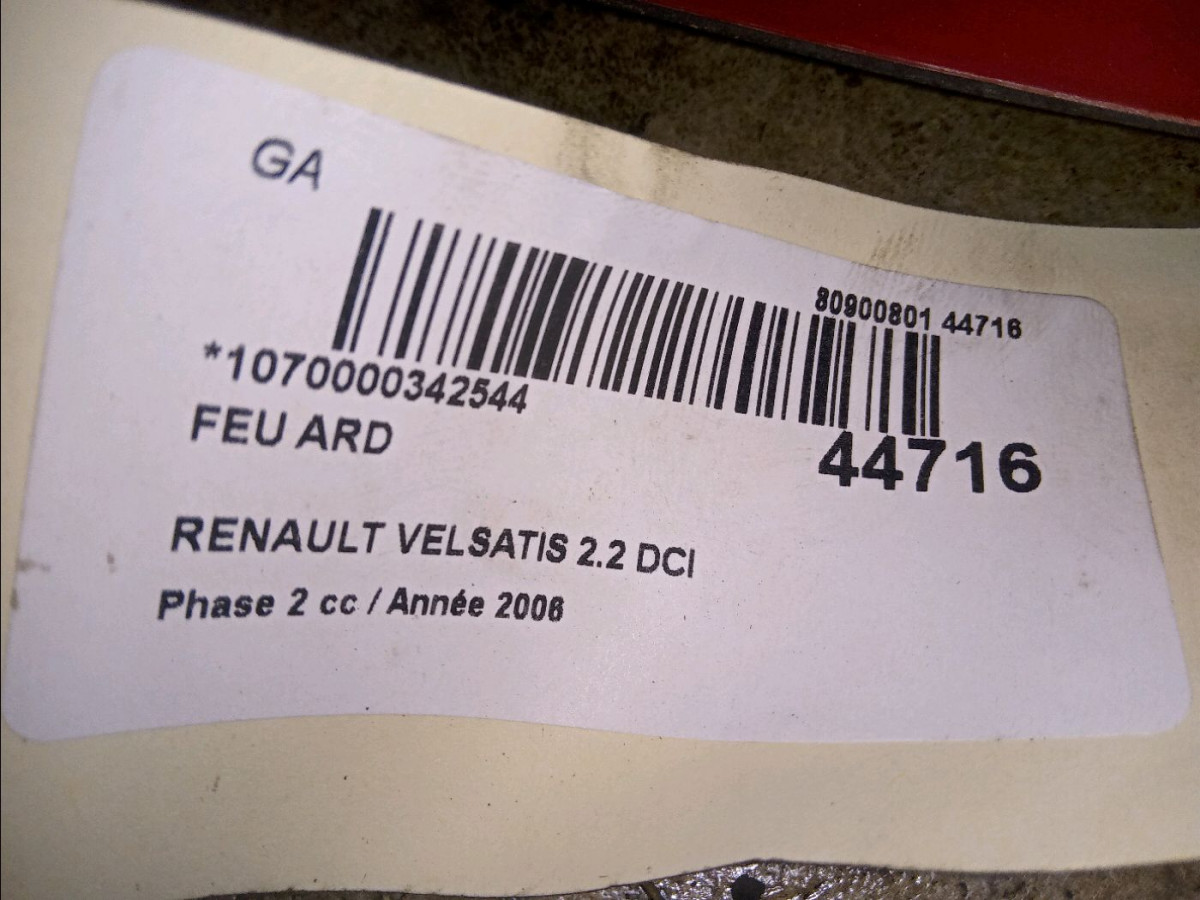 GA
80900801 44716
*1070000342544
FEU ARD
44716
RENAULT VELSATIS 2.2 DCI
Phase 2 cc / Année 2006